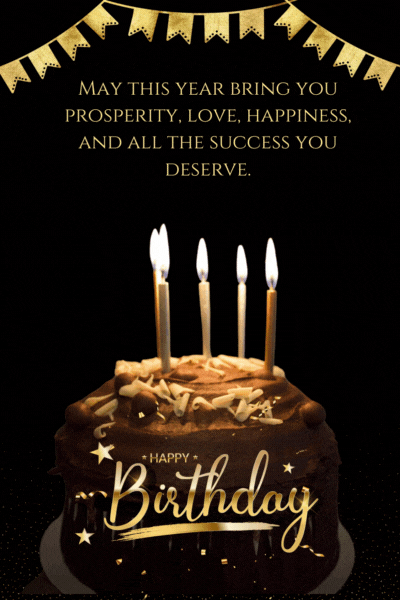 May this year bring you
prosperity, love, happiness,
and all the success you
deserve.
HAPPY
Birthday